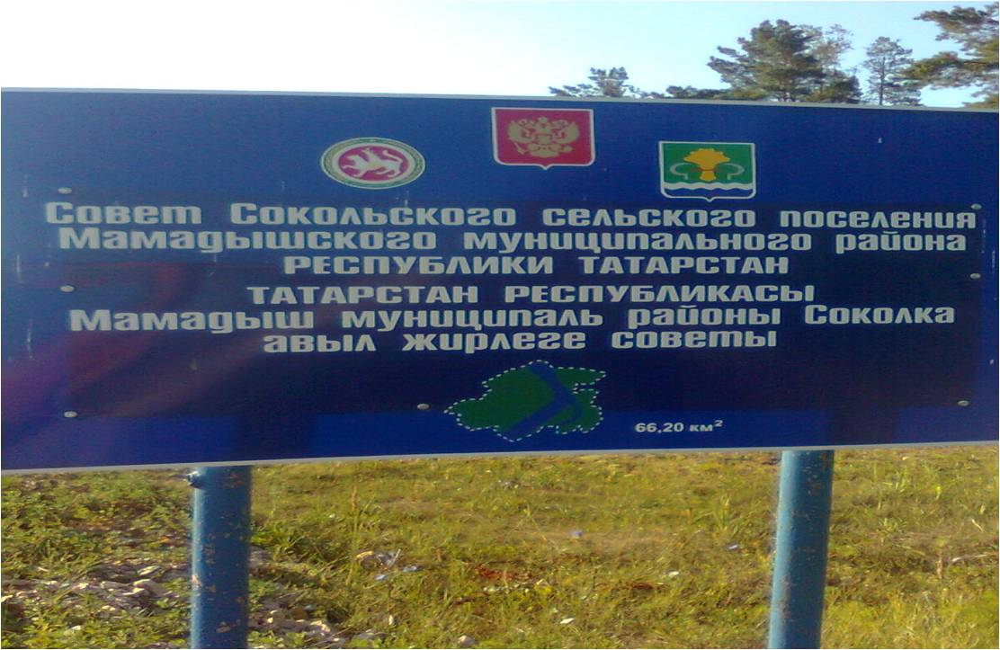 Совет Сокольского сельского поселения
Мамадышского муниципального района
РЕСПУБЛИКИ ТАТАРСТАН
ТАТАРСТАН РЕСПУБЛИКАСЫ
Мамадыш муниципаль районы Соколка
авыл жирлеге советы
66,20 км²